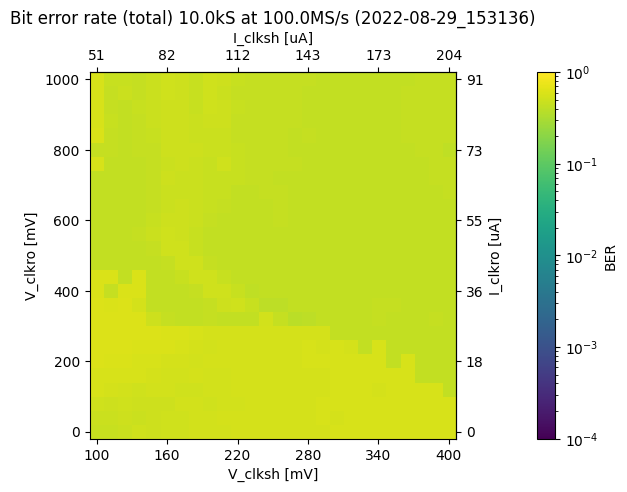 Bit error rate (total) 10.0kS at 100.0MS/s (2022-08-29_153136)
I_clksh [uA]
51 82 112 143 173 204
1000 91 10^0
800 73 10^-1
600 55 10^-2
400 36 10^-3
200 18
0 0 10^-4
V_clkro [mV]
I_clkro [uA]
BER
100 160 220 280 340 400
V_clksh [mV]